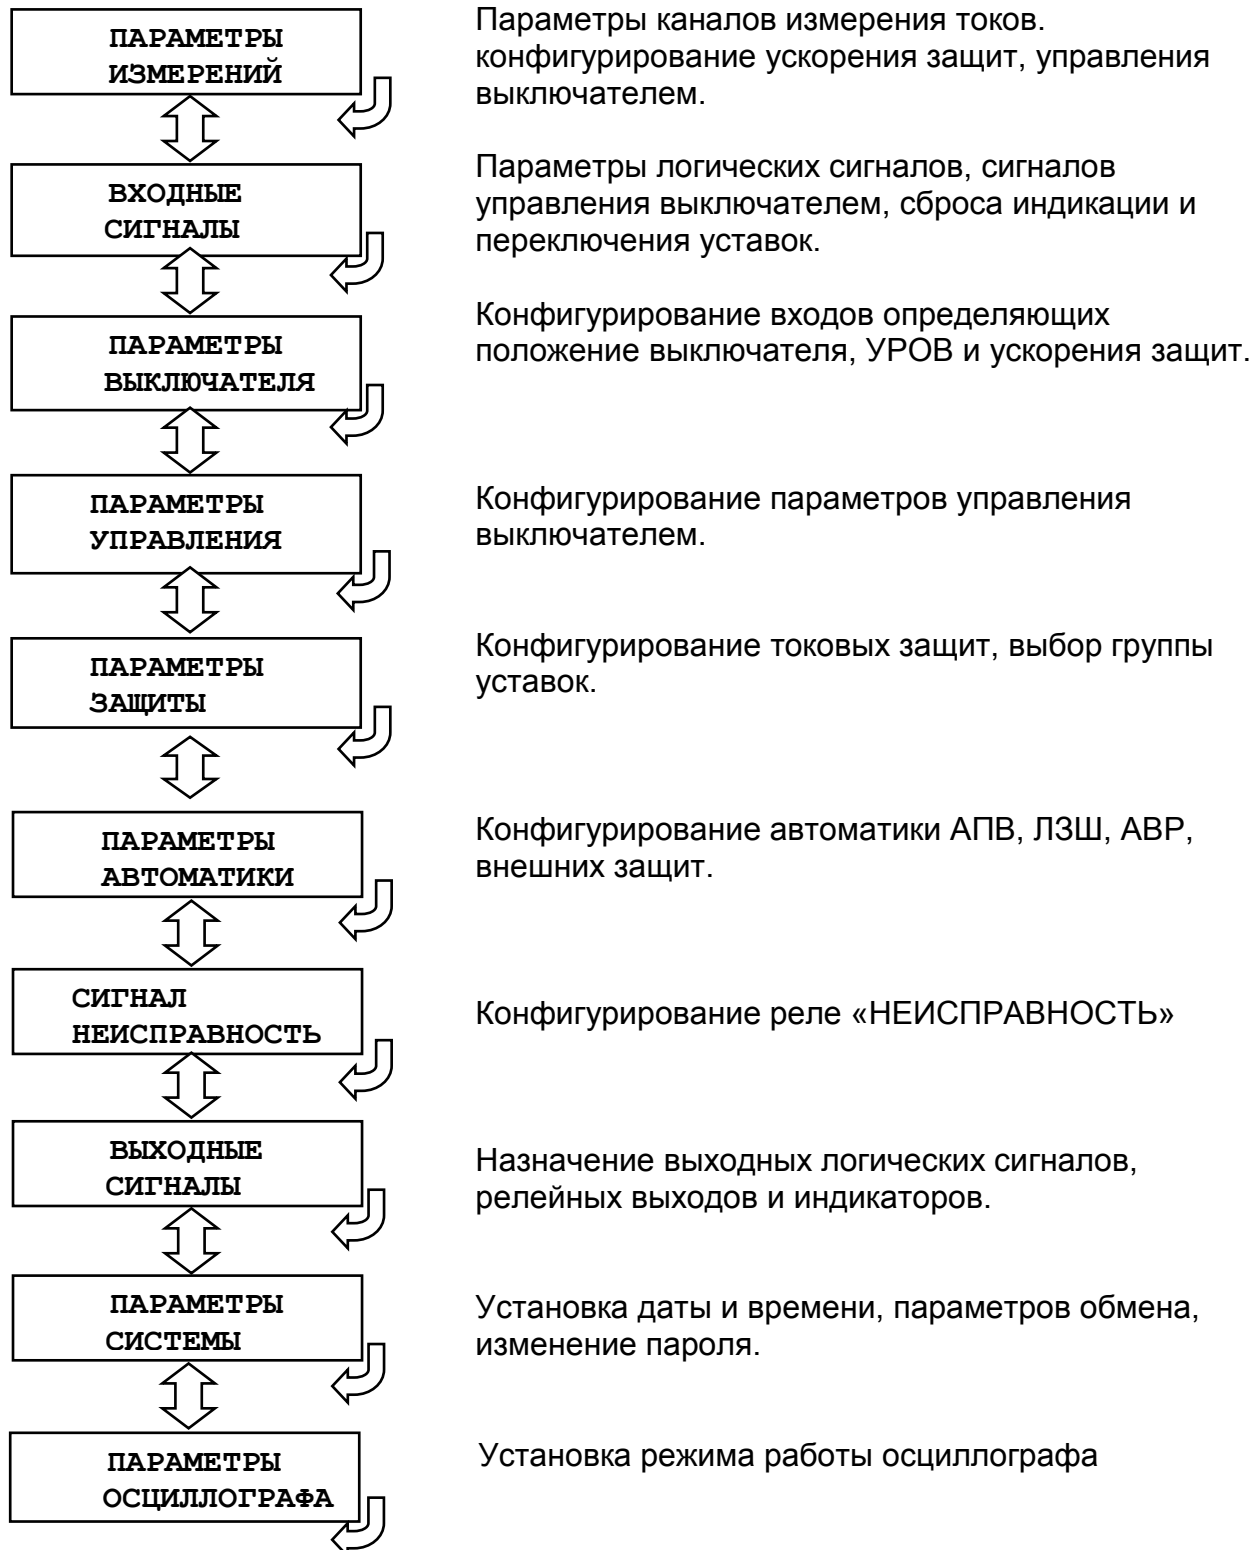 ПАРАМЕТРЫ
ИЗМЕРЕНИЙ
Параметры каналов измерения токов.
конфигурирование ускорения защит, управления
выключателем.
ВХОДНЫЕ
СИГНАЛЫ
Параметры логических сигналов, сигналов
управления выключателем, сброса индикации и
переключения уставок.
ПАРАМЕТРЫ
ВЫКЛЮЧАТЕЛЯ
Конфигурирование входов определяющих
положение выключателя, УРОВ и ускорения защит.
ПАРАМЕТРЫ
УПРАВЛЕНИЯ
Конфигурирование параметров управления
выключателем.
ПАРАМЕТРЫ
ЗАЩИТЫ
Конфигурирование токовых защит, выбор группы
уставок.
ПАРАМЕТРЫ
АВТОМАТИКИ
Конфигурирование автоматики АПВ, ЛЗШ, АВР,
внешних защит.
СИГНАЛ
НЕИСПРАВНОСТЬ
Конфигурирование реле «НЕИСПРАВНОСТЬ»
ВЫХОДНЫЕ
СИГНАЛЫ
Назначение выходных логических сигналов,
релейных выходов и индикаторов.
ПАРАМЕТРЫ
СИСТЕМЫ
Установка даты и времени, параметров обмена,
изменение пароля.
ПАРАМЕТРЫ
ОСЦИЛЛОГРАФА
Установка режима работы осциллографа